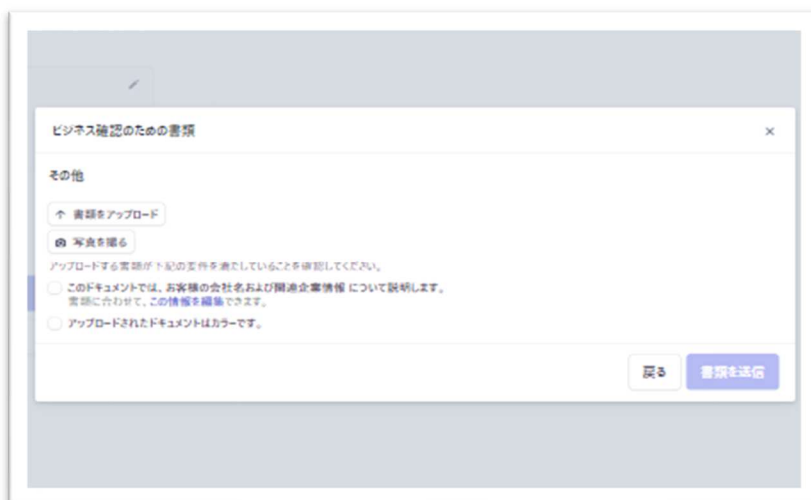 ビジネス確認のための書類
その他
書類をアップロード
写真を撮る
アップロードする書類が下記の要件を満たしていることを確認してください。
このドキュメントでは、お客様の会社名および関連企業情報 について説明します。
書類に合わせて、この情報を編集できます。
アップロードされたドキュメントはカラーです。
戻る 書類を送信